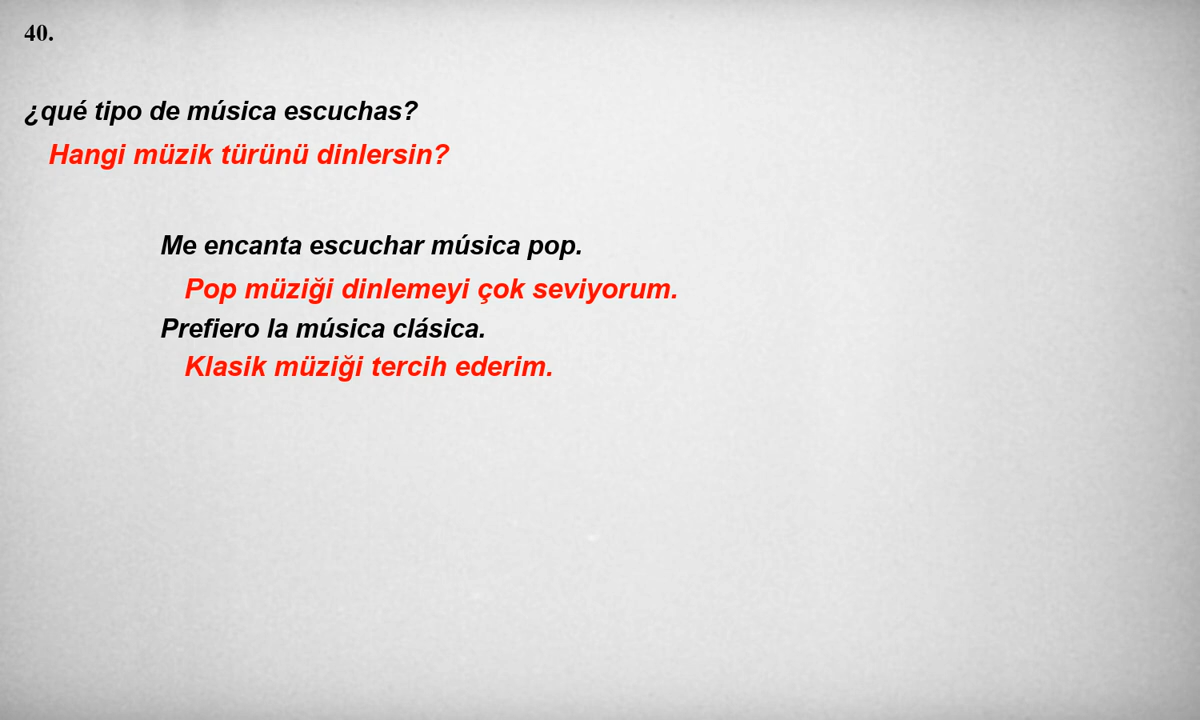 40.
¿qué tipo de música escuchas?
Hangi müzik türünü dinlersin?
Me encanta escuchar música pop.
Pop müziği dinlemeyi çok seviyorum.
Prefiero la música clásica.
Klasik müziği tercih ederim.